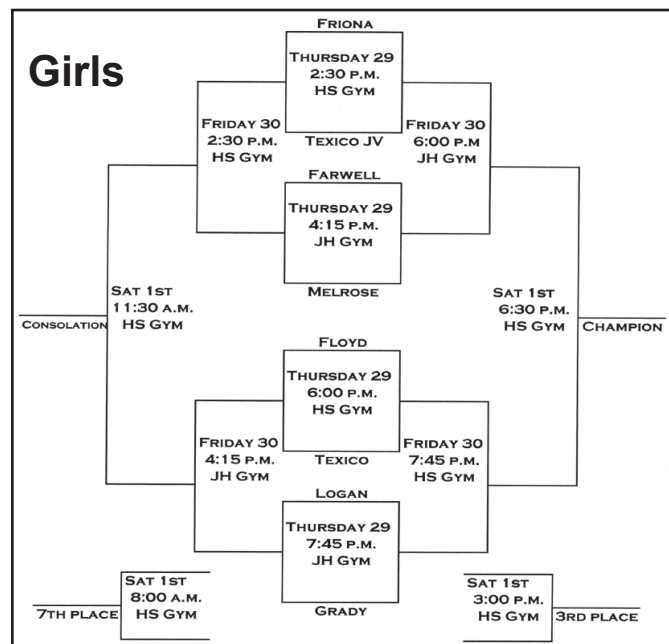 Girls
FRIONA
THURSDAY 29
2:30 P.M.
HS GYM
TEXICO JV
FRIDAY 30
2:30 P.M.
HS GYM
FRIDAY 30
6:00 P.M
JH GYM
FARWELL
THURSDAY 29
4:15 P.M.
JH GYM
MELROSE
SAT 1ST
11:30 A.M.
HS GYM
CONSOLATION
SAT 1ST
6:30 P.M.
HS GYM
CHAMPION
FLOYD
THURSDAY 29
6:00 P.M.
HS GYM
TEXICO
FRIDAY 30
4:15 P.M.
JH GYM
FRIDAY 30
7:45 P.M.
HS GYM
LOGAN
THURSDAY 29
7:45 P.M.
JH GYM
GRADY
SAT 1ST
8:00 A.M.
HS GYM
7TH PLACE
SAT 1ST
3:00 P.M.
HS GYM
3RD PLACE